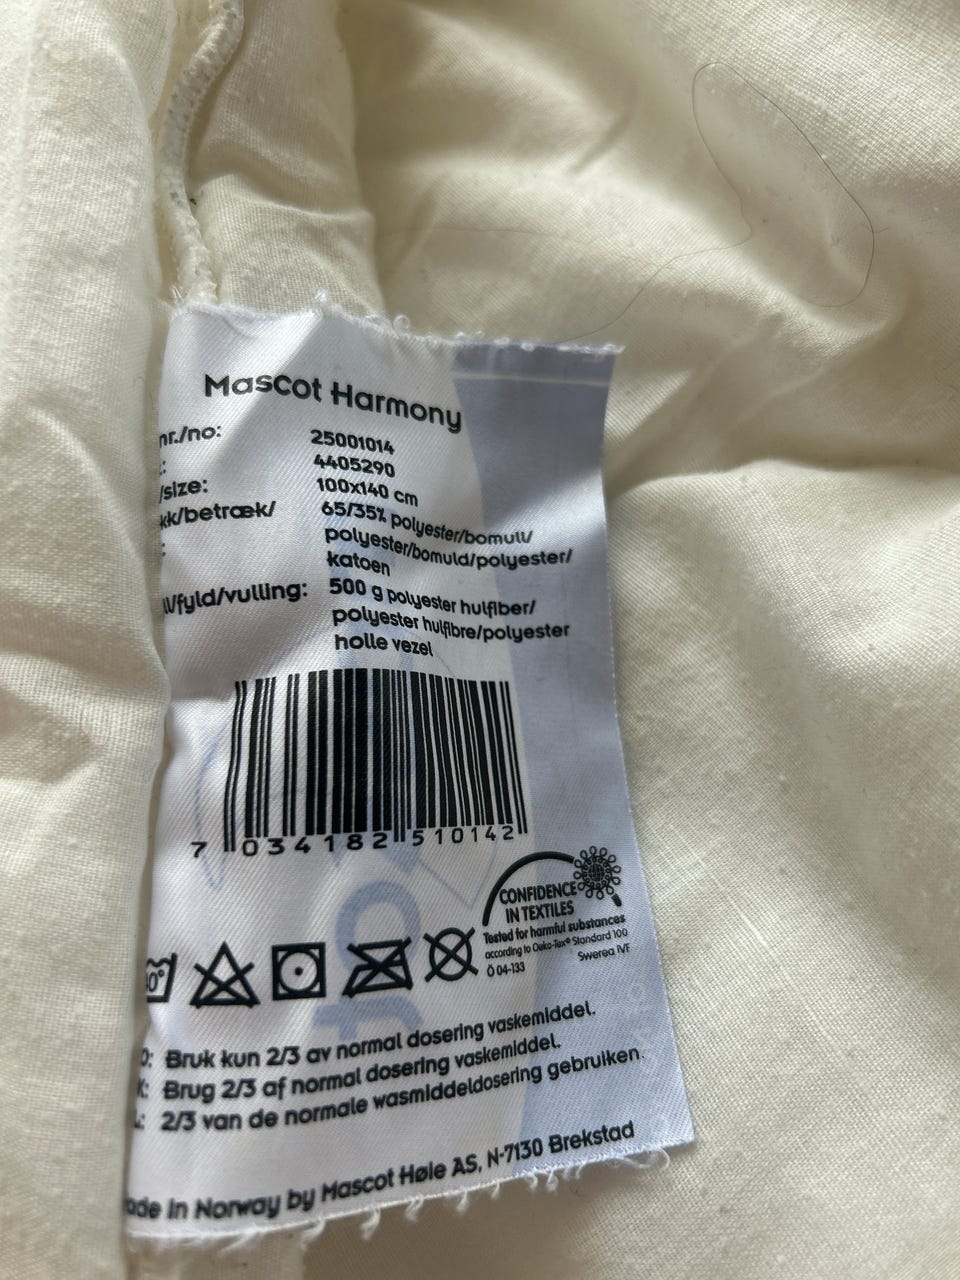 Mascot Harmony
nr./no: 25001014
: 4405290
/size: 100x140 cm
kk/betræk/ 65/35% polyester/bomull/
: polyester/bomuld/polyester/
katoen
l/fyld/vulling: 500 g polyester hulfiber/
polyester hulfibre/polyester
holle vezel
7 034182 510142
CONFIDENCE
IN TEXTILES
Tested for harmful substances
according to Oeko-Tex® Standard 100
Ö 04-133 Swerea IVF
0°
O: Bruk kun 2/3 av normal dosering vaskemiddel.
K: Brug 2/3 af normal dosering vaskemiddel.
L: 2/3 van de normale wasmiddeldosering gebruiken.
ade in Norway by Mascot Høie AS, N-7130 Brekstad